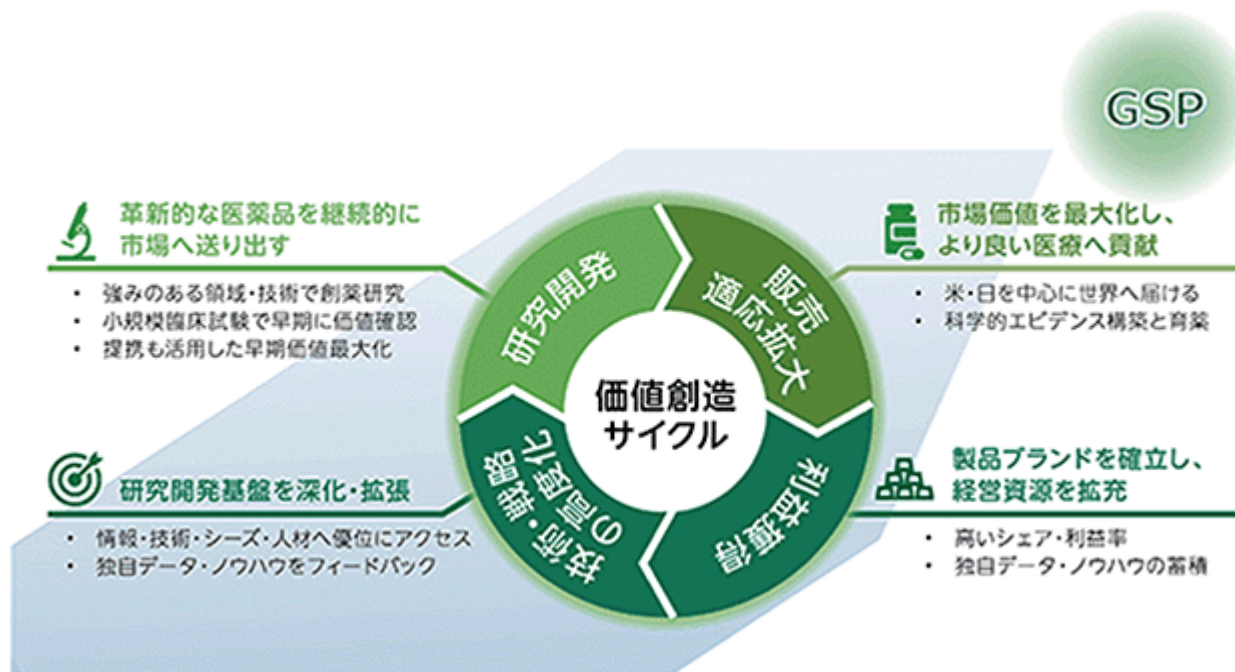 GSP
革新的な医薬品を継続的に
市場へ送り出す
• 強みのある領域・技術で創薬研究
• 小規模臨床試験で早期に価値確認
• 提携も活用した早期価値最大化
市場価値を最大化し、
より良い医療へ貢献
• 米・日を中心に世界へ届ける
• 科学的エビデンス構築と育薬
研究開発
販売
適応拡大
価値創造
サイクル
技術・戦略
の高度化
利益獲得
研究開発基盤を深化・拡張
• 情報・技術・シーズ・人材へ優位にアクセス
• 独自データ・ノウハウをフィードバック
製品ブランドを確立し、
経営資源を拡充
• 高いシェア・利益率
• 独自データ・ノウハウの蓄積